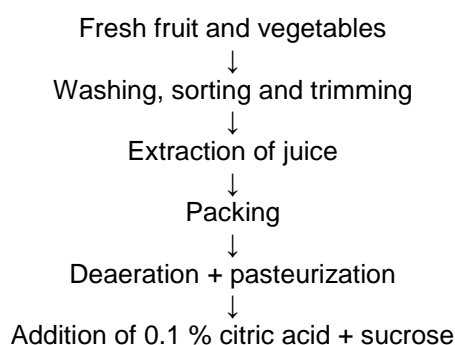 Fresh fruit and vegetables
↓
Washing, sorting and trimming
↓
Extraction of juice
↓
Packing
↓
Deaeration + pasteurization
↓
Addition of 0.1 % citric acid + sucrose